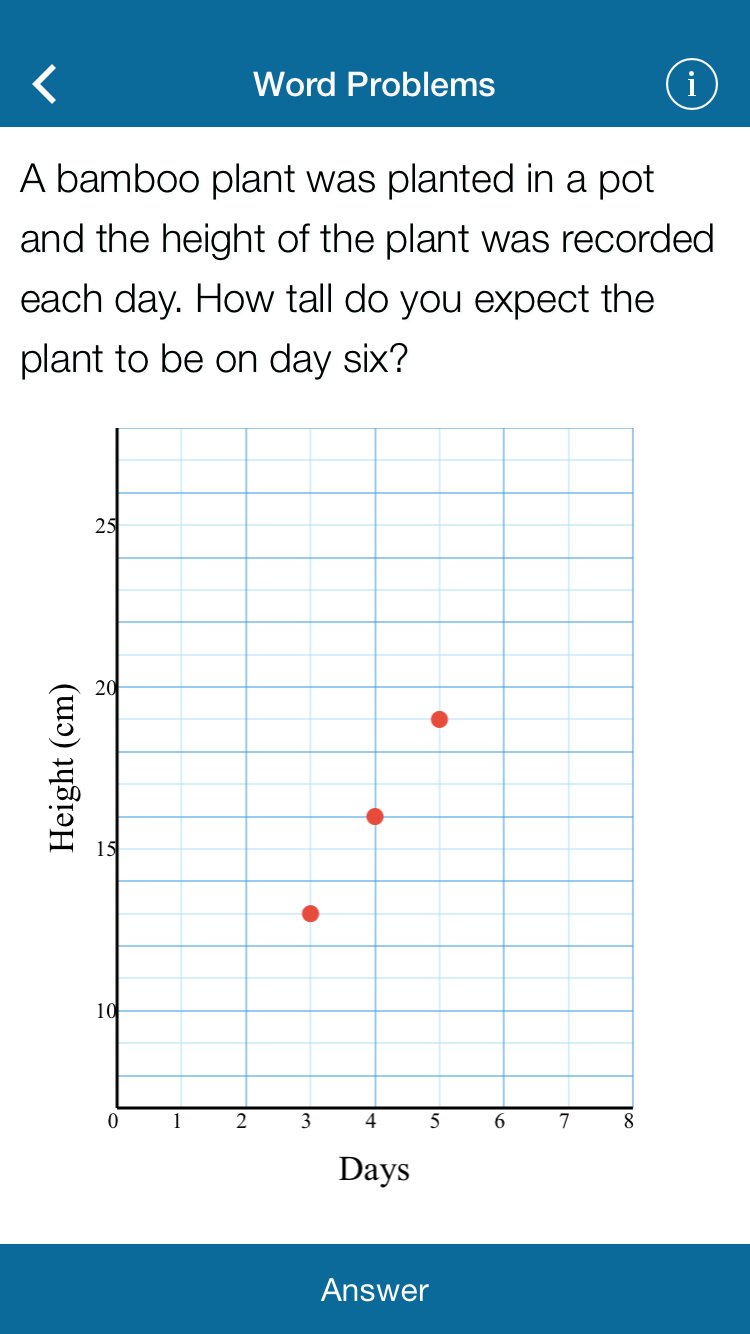 Word Problems
i
A bamboo plant was planted in a pot
and the height of the plant was recorded
each day. How tall do you expect the
plant to be on day six?
25
20
Height (cm)
15
10
0 1 2 3 4 5 6 7 8
Days
Answer